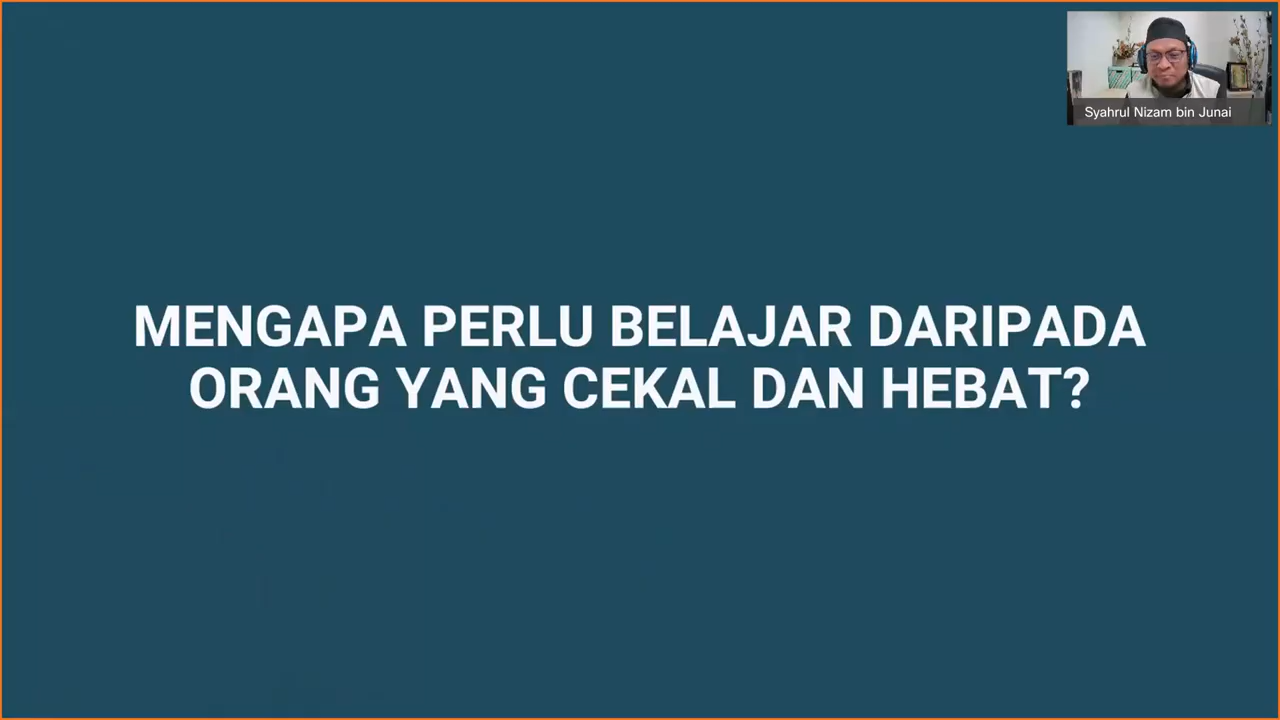 Syahrul Nizam bin Junai
MENGAPA PERLU BELAJAR DARIPADA
ORANG YANG CEKAL DAN HEBAT?